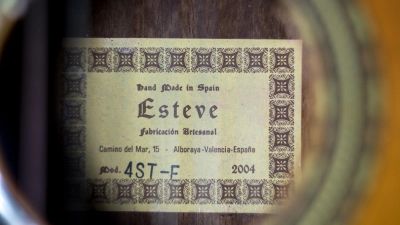 Hand Made in Spain
Esteve
Fabricación Artesanal
Camino del Mar, 15 - Alboraya-Valencia-España
Mod. 4ST-E 2004